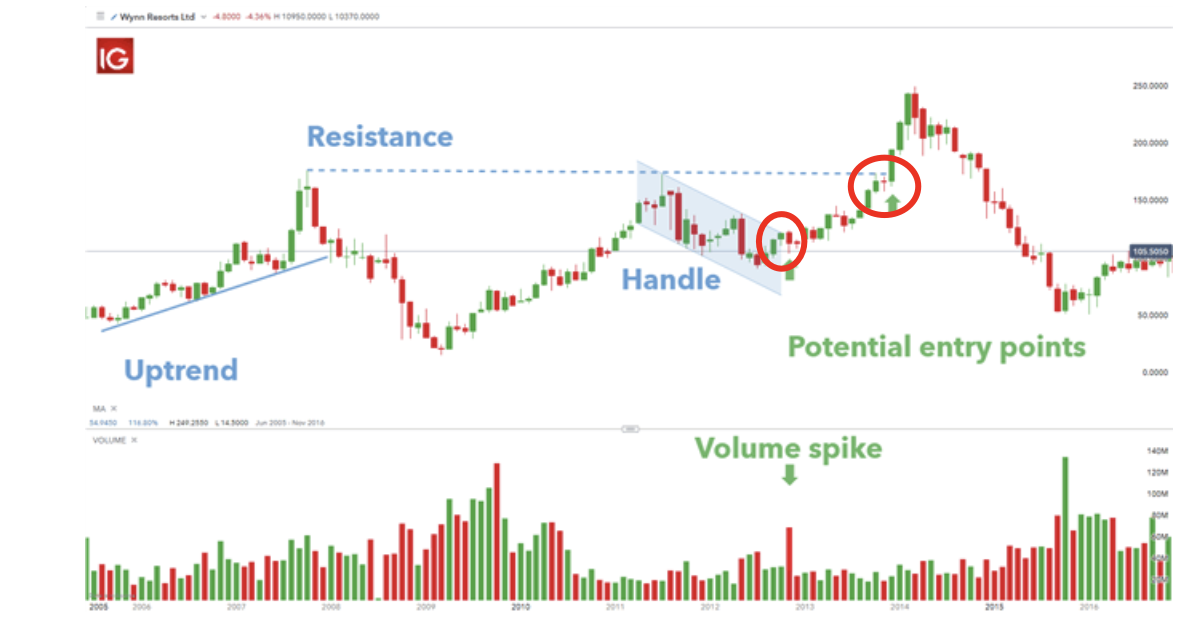 Wynn Resorts Ltd -4.8000 -4.36% H 10950.0000 L 10370.0000
IG
250.0000
Resistance
200.0000
150.0000
105.5050
Handle
50.0000
Potential entry points
Uptrend
0.0000
MA X
54.9450 116.80% H 249.2550 L 14.5000 Jun 2005 - Nov 2016
VOLUME X
Volume spike
140M
120M
100M
80M
60M
40M
2005 2006 2007 2008 2009 2010 2011 2012 2013 2014 2015 2016